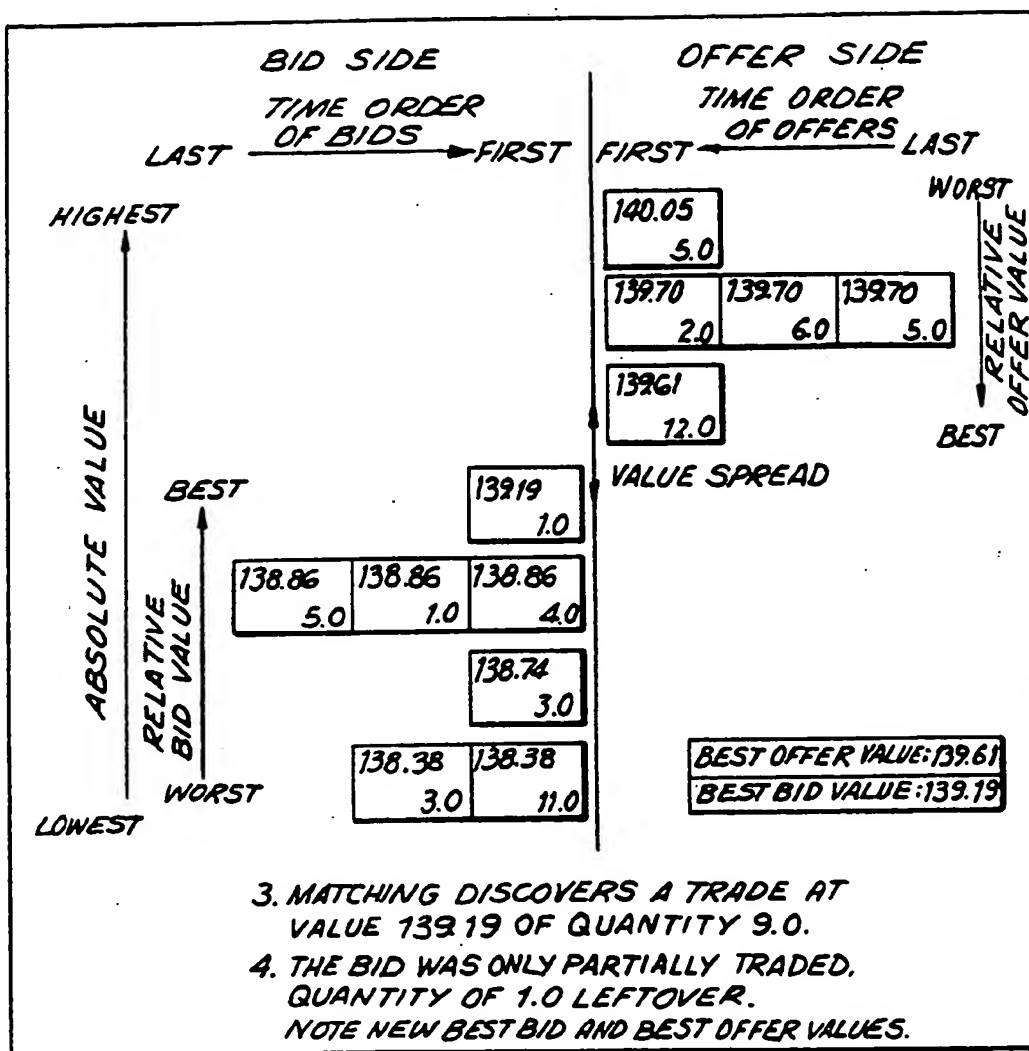 BID SIDE
OFFER SIDE
TIME ORDER
OF BIDS
TIME ORDER
OF OFFERS
LAST
FIRST
FIRST
LAST
HIGHEST
WORST
140.05
5.0
139.70
139.70
139.70
2.0
6.0
5.0
RELATIVE
OFFER VALUE
139.61
12.0
BEST
VALUE SPREAD
ABSOLUTE VALUE
BEST
139.19
1.0
138.86
138.86
138.86
5.0
1.0
4.0
RELATIVE
BID VALUE
138.74
3.0
138.38
138.38
3.0
11.0
WORST
LOWEST
BEST OFFER VALUE:139.61
BEST BID VALUE:139.19
3. MATCHING DISCOVERS A TRADE AT
VALUE 139.19 OF QUANTITY 9.0.
4. THE BID WAS ONLY PARTIALLY TRADED.
QUANTITY OF 1.0 LEFTOVER.
NOTE NEW BEST BID AND BEST OFFER VALUES.